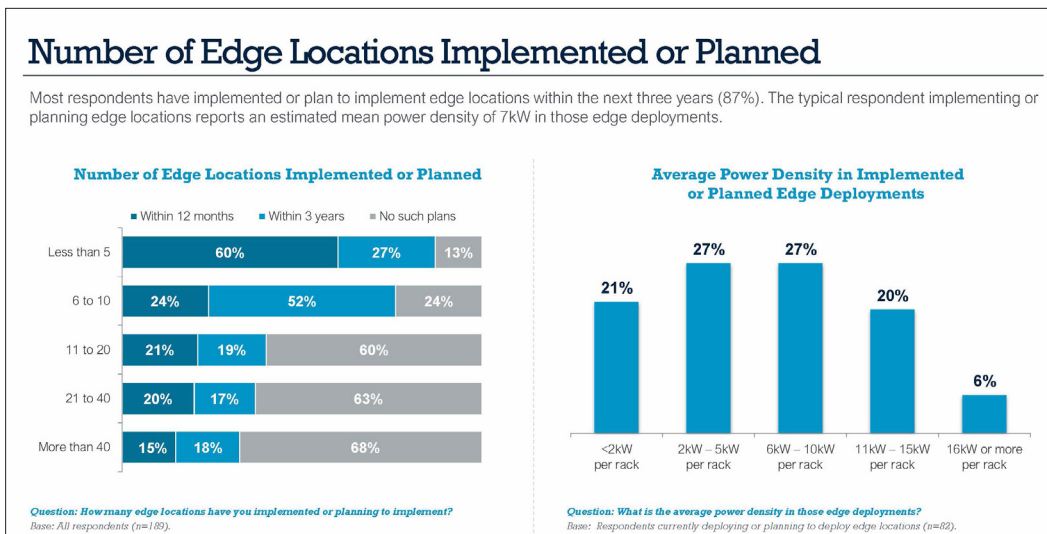 Number of Edge Locations Implemented or Planned
Most respondents have implemented or plan to implement edge locations within the next three years (87%). The typical respondent implementing or
planning edge locations reports an estimated mean power density of 7kW in those edge deployments.
Number of Edge Locations Implemented or Planned
Within 12 months Within 3 years No such plans
Less than 5 60% 27% 13%
6 to 10 24% 52% 24%
11 to 20 21% 19% 60%
21 to 40 20% 17% 63%
More than 40 15% 18% 68%
Question: How many edge locations have you implemented or planning to implement?
Base: All respondents (n=189).
Average Power Density in Implemented
or Planned Edge Deployments
21% 27% 27% 20% 6%
<2kW 2kW – 5kW 6kW – 10kW 11kW – 15kW 16kW or more
per rack per rack per rack per rack per rack
Question: What is the average power density in those edge deployments?
Base: Respondents currently deploying or planning to deploy edge locations (n=82).